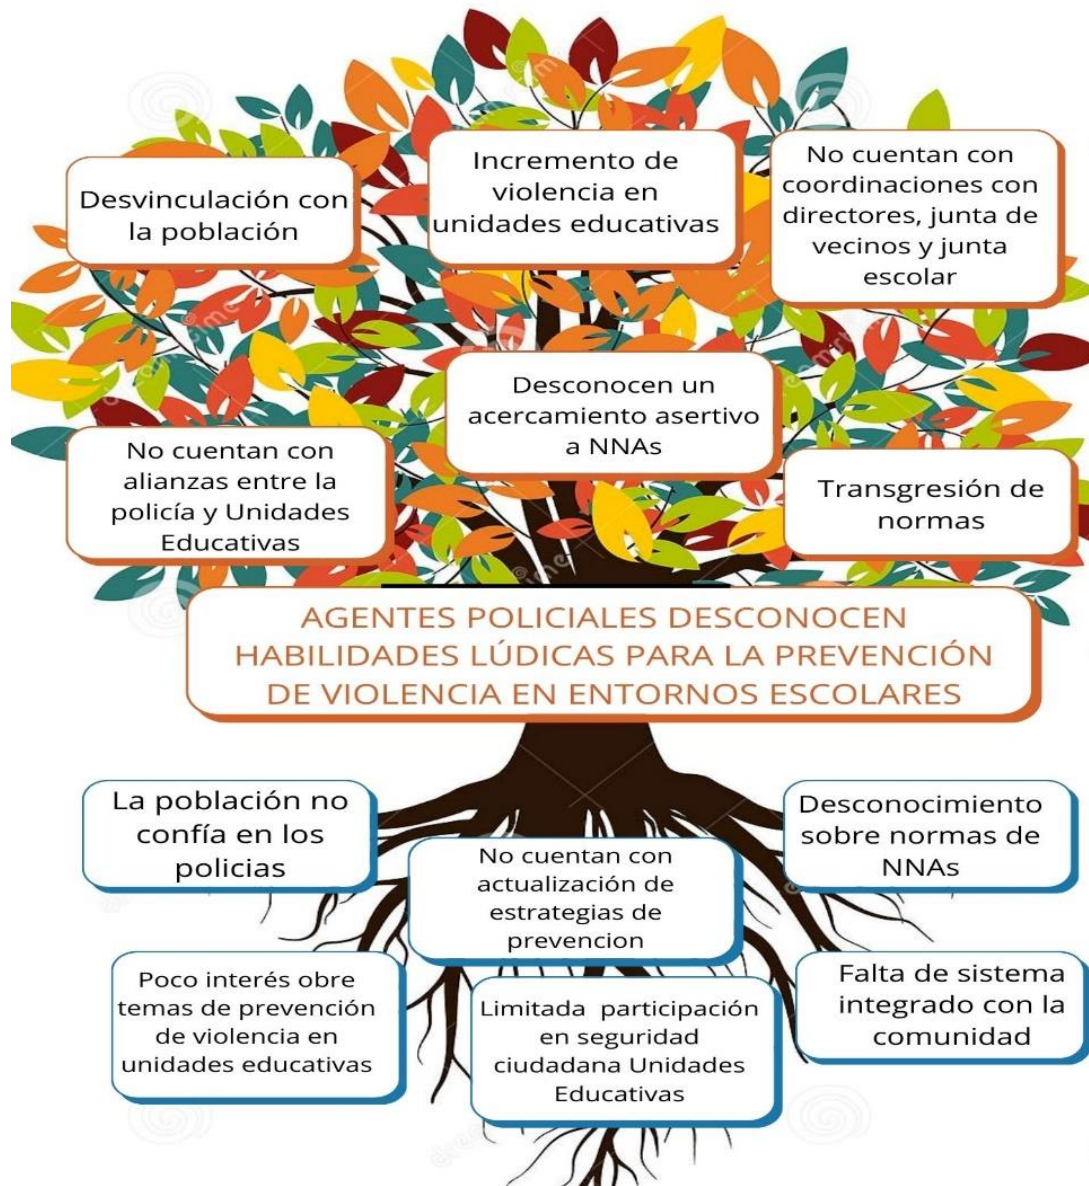 Desvinculación con
la población
Incremento de
violencia en
unidades educativas
No cuentan con
coordinaciones con
directores, junta de
vecinos y junta
escolar
No cuentan con
alianzas entre la
policía y Unidades
Educativas
Desconocen un
acercamiento asertivo
a NNAs
Transgresión de
normas
AGENTES POLICIALES DESCONOCEN
HABILIDADES LÚDICAS PARA LA PREVENCIÓN
DE VIOLENCIA EN ENTORNOS ESCOLARES
La población no
confía en los
policias
No cuentan con
actualización de
estrategias de
prevencion
Desconocimiento
sobre normas de
NNAs
Poco interés obre
temas de prevención
de violencia en
unidades educativas
Limitada participación
en seguridad
ciudadana Unidades
Educativas
Falta de sistema
integrado con la
comunidad